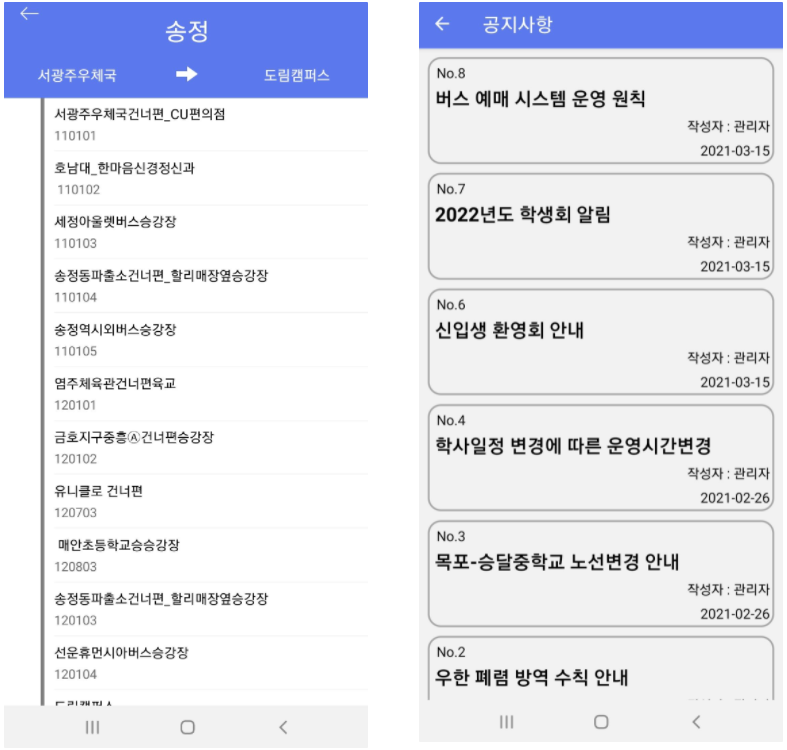 송정
서광주우체국
도림캠퍼스
서광주우체국건너편_CU편의점
110101
호남대_한마음신경정신과
110102
세정아울렛버스승강장
110103
송정동파출소건너편_할리매장옆승강장
110104
송정역시외버스승강장
110105
염주체육관건너편육교
120101
금호지구중흥Ⓐ건너편승강장
120102
유니클로 건너편
120703
매안초등학교승승강장
120803
송정동파출소건너편_할리매장옆승강장
120103
선운휴먼시아버스승강장
120104
공지사항
No.8
버스 예매 시스템 운영 원칙
작성자 : 관리자
2021-03-15
No.7
2022년도 학생회 알림
작성자 : 관리자
2021-03-15
No.6
신입생 환영회 안내
작성자 : 관리자
2021-03-15
No.4
학사일정 변경에 따른 운영시간변경
작성자 : 관리자
2021-02-26
No.3
목포-승달중학교 노선변경 안내
작성자 : 관리자
2021-02-26
No.2
우한 폐렴 방역 수칙 안내